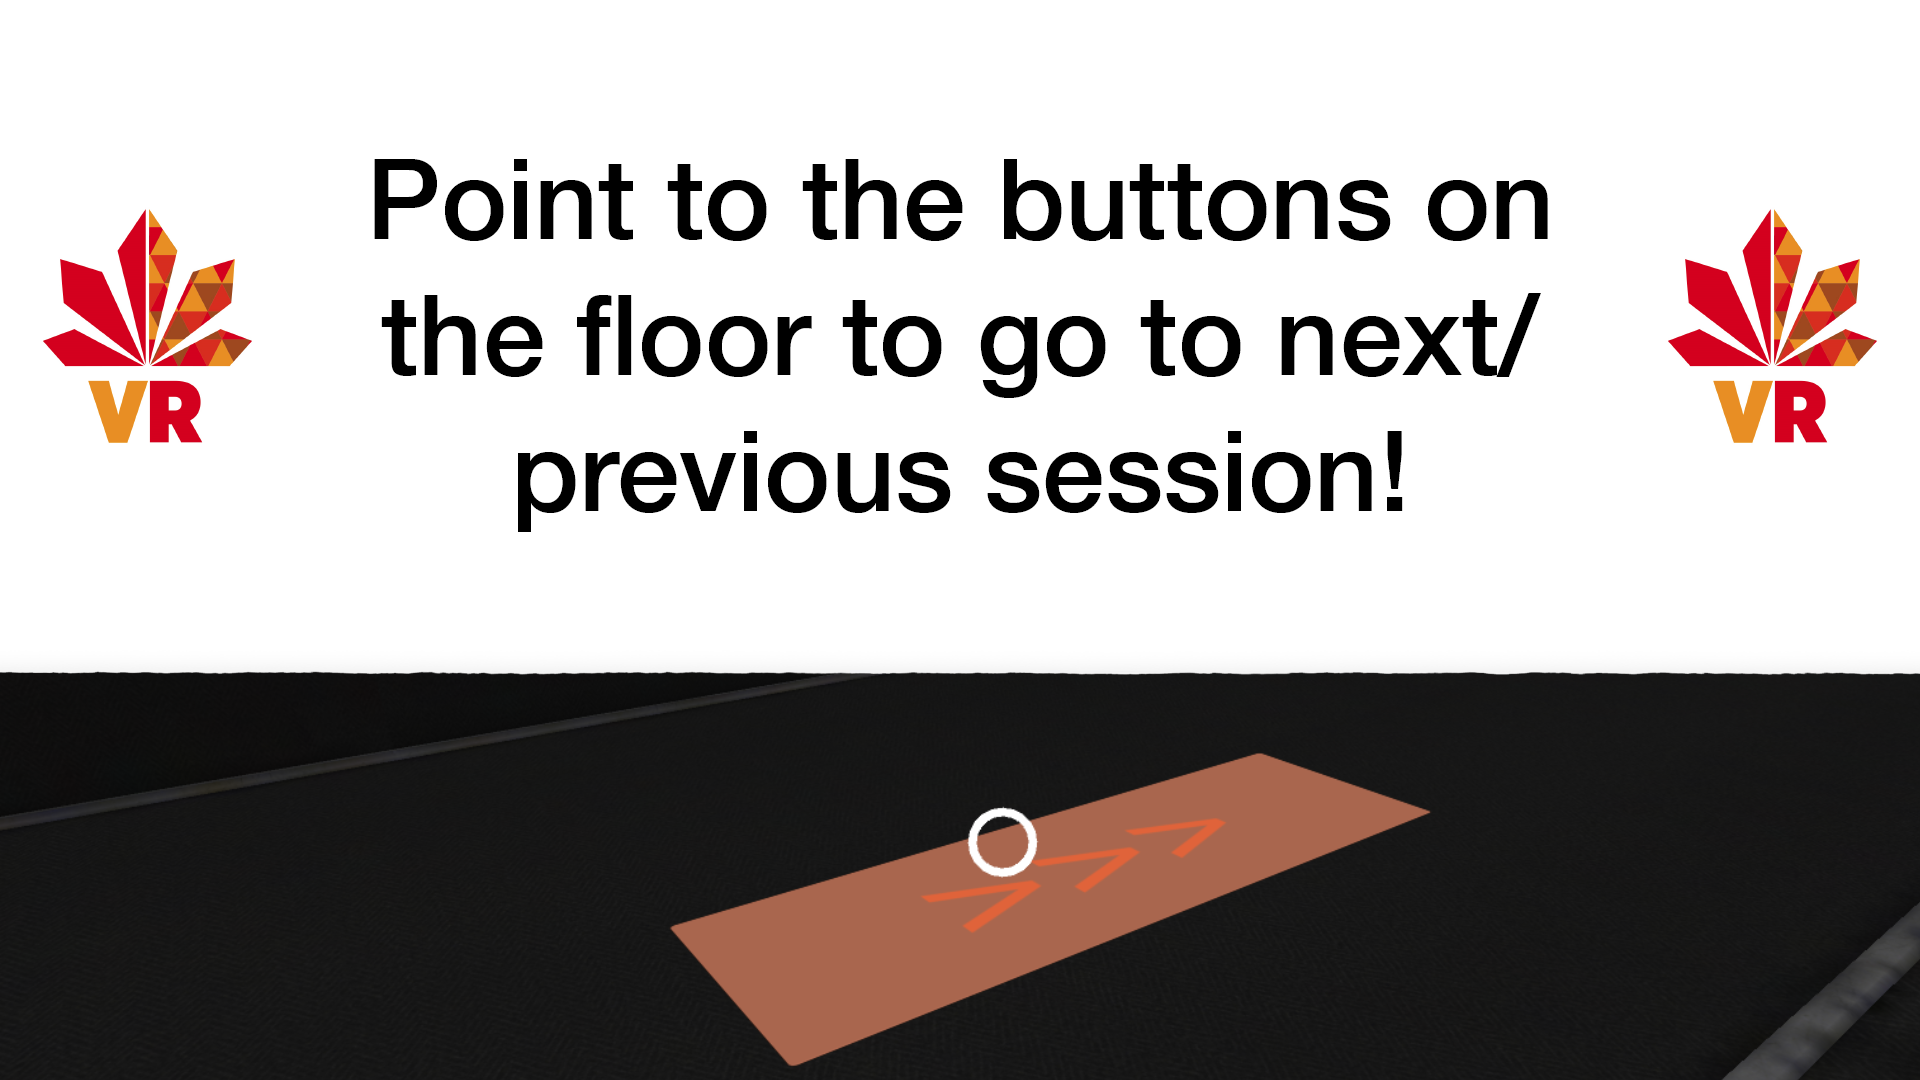 Point to the buttons on
the floor to go to next/
previous session!
VR
VR